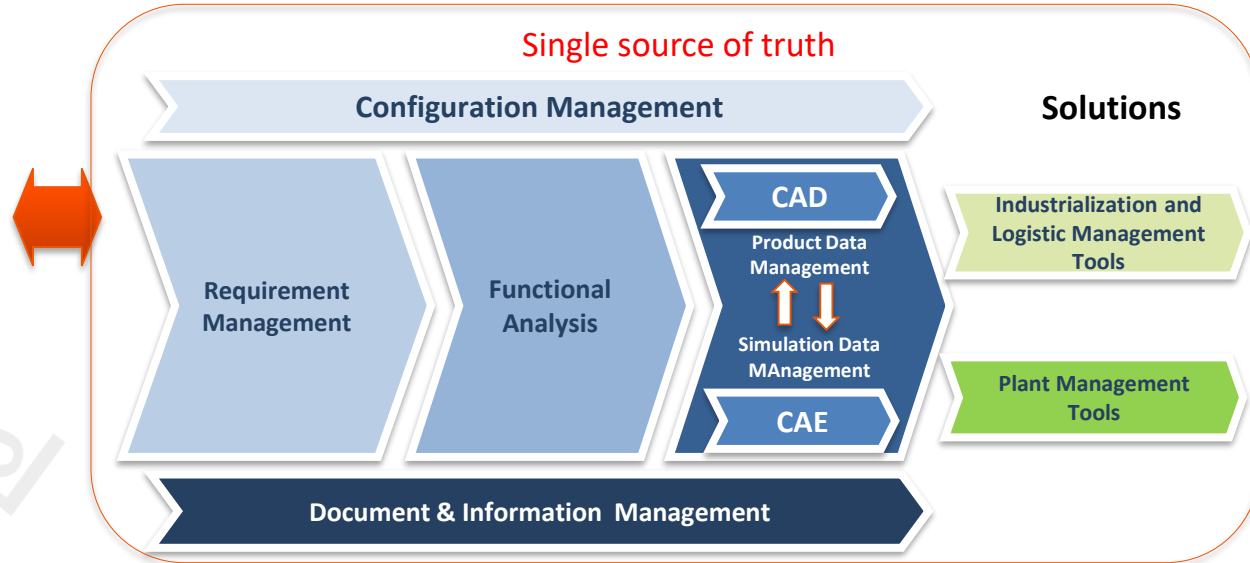 Single source of truth
Configuration Management
Solutions
Requirement
Management
Functional
Analysis
CAD
Product Data
Management
Simulation Data
MAnagement
CAE
Industrialization and
Logistic Management
Tools
Plant Management
Tools
Document & Information Management